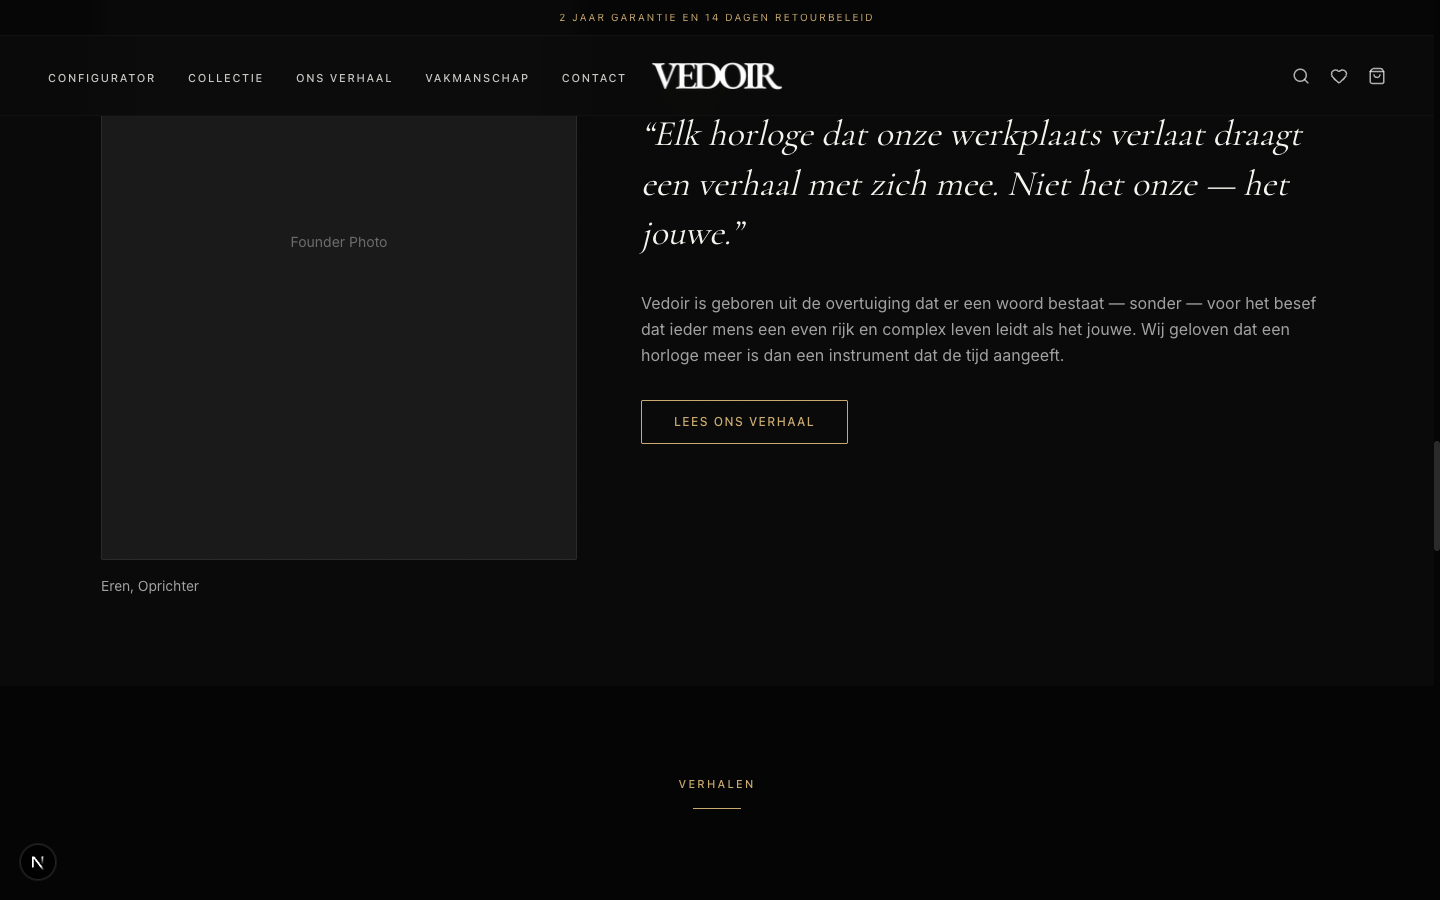 2 JAAR GARANTIE EN 14 DAGEN RETOURBELEID
CONFIGURATOR COLLECTIE ONS VERHAAL VAKMANSCHAP CONTACT VEDOIR
“Elk horloge dat onze werkplaats verlaat draagt
een verhaal met zich mee. Niet het onze — het
jouwe.”
Founder Photo
Vedoir is geboren uit de overtuiging dat er een woord bestaat — sonder — voor het besef
dat ieder mens een even rijk en complex leven leidt als het jouwe. Wij geloven dat een
horloge meer is dan een instrument dat de tijd aangeeft.
LEES ONS VERHAAL
Eren, Oprichter
VERHALEN
N